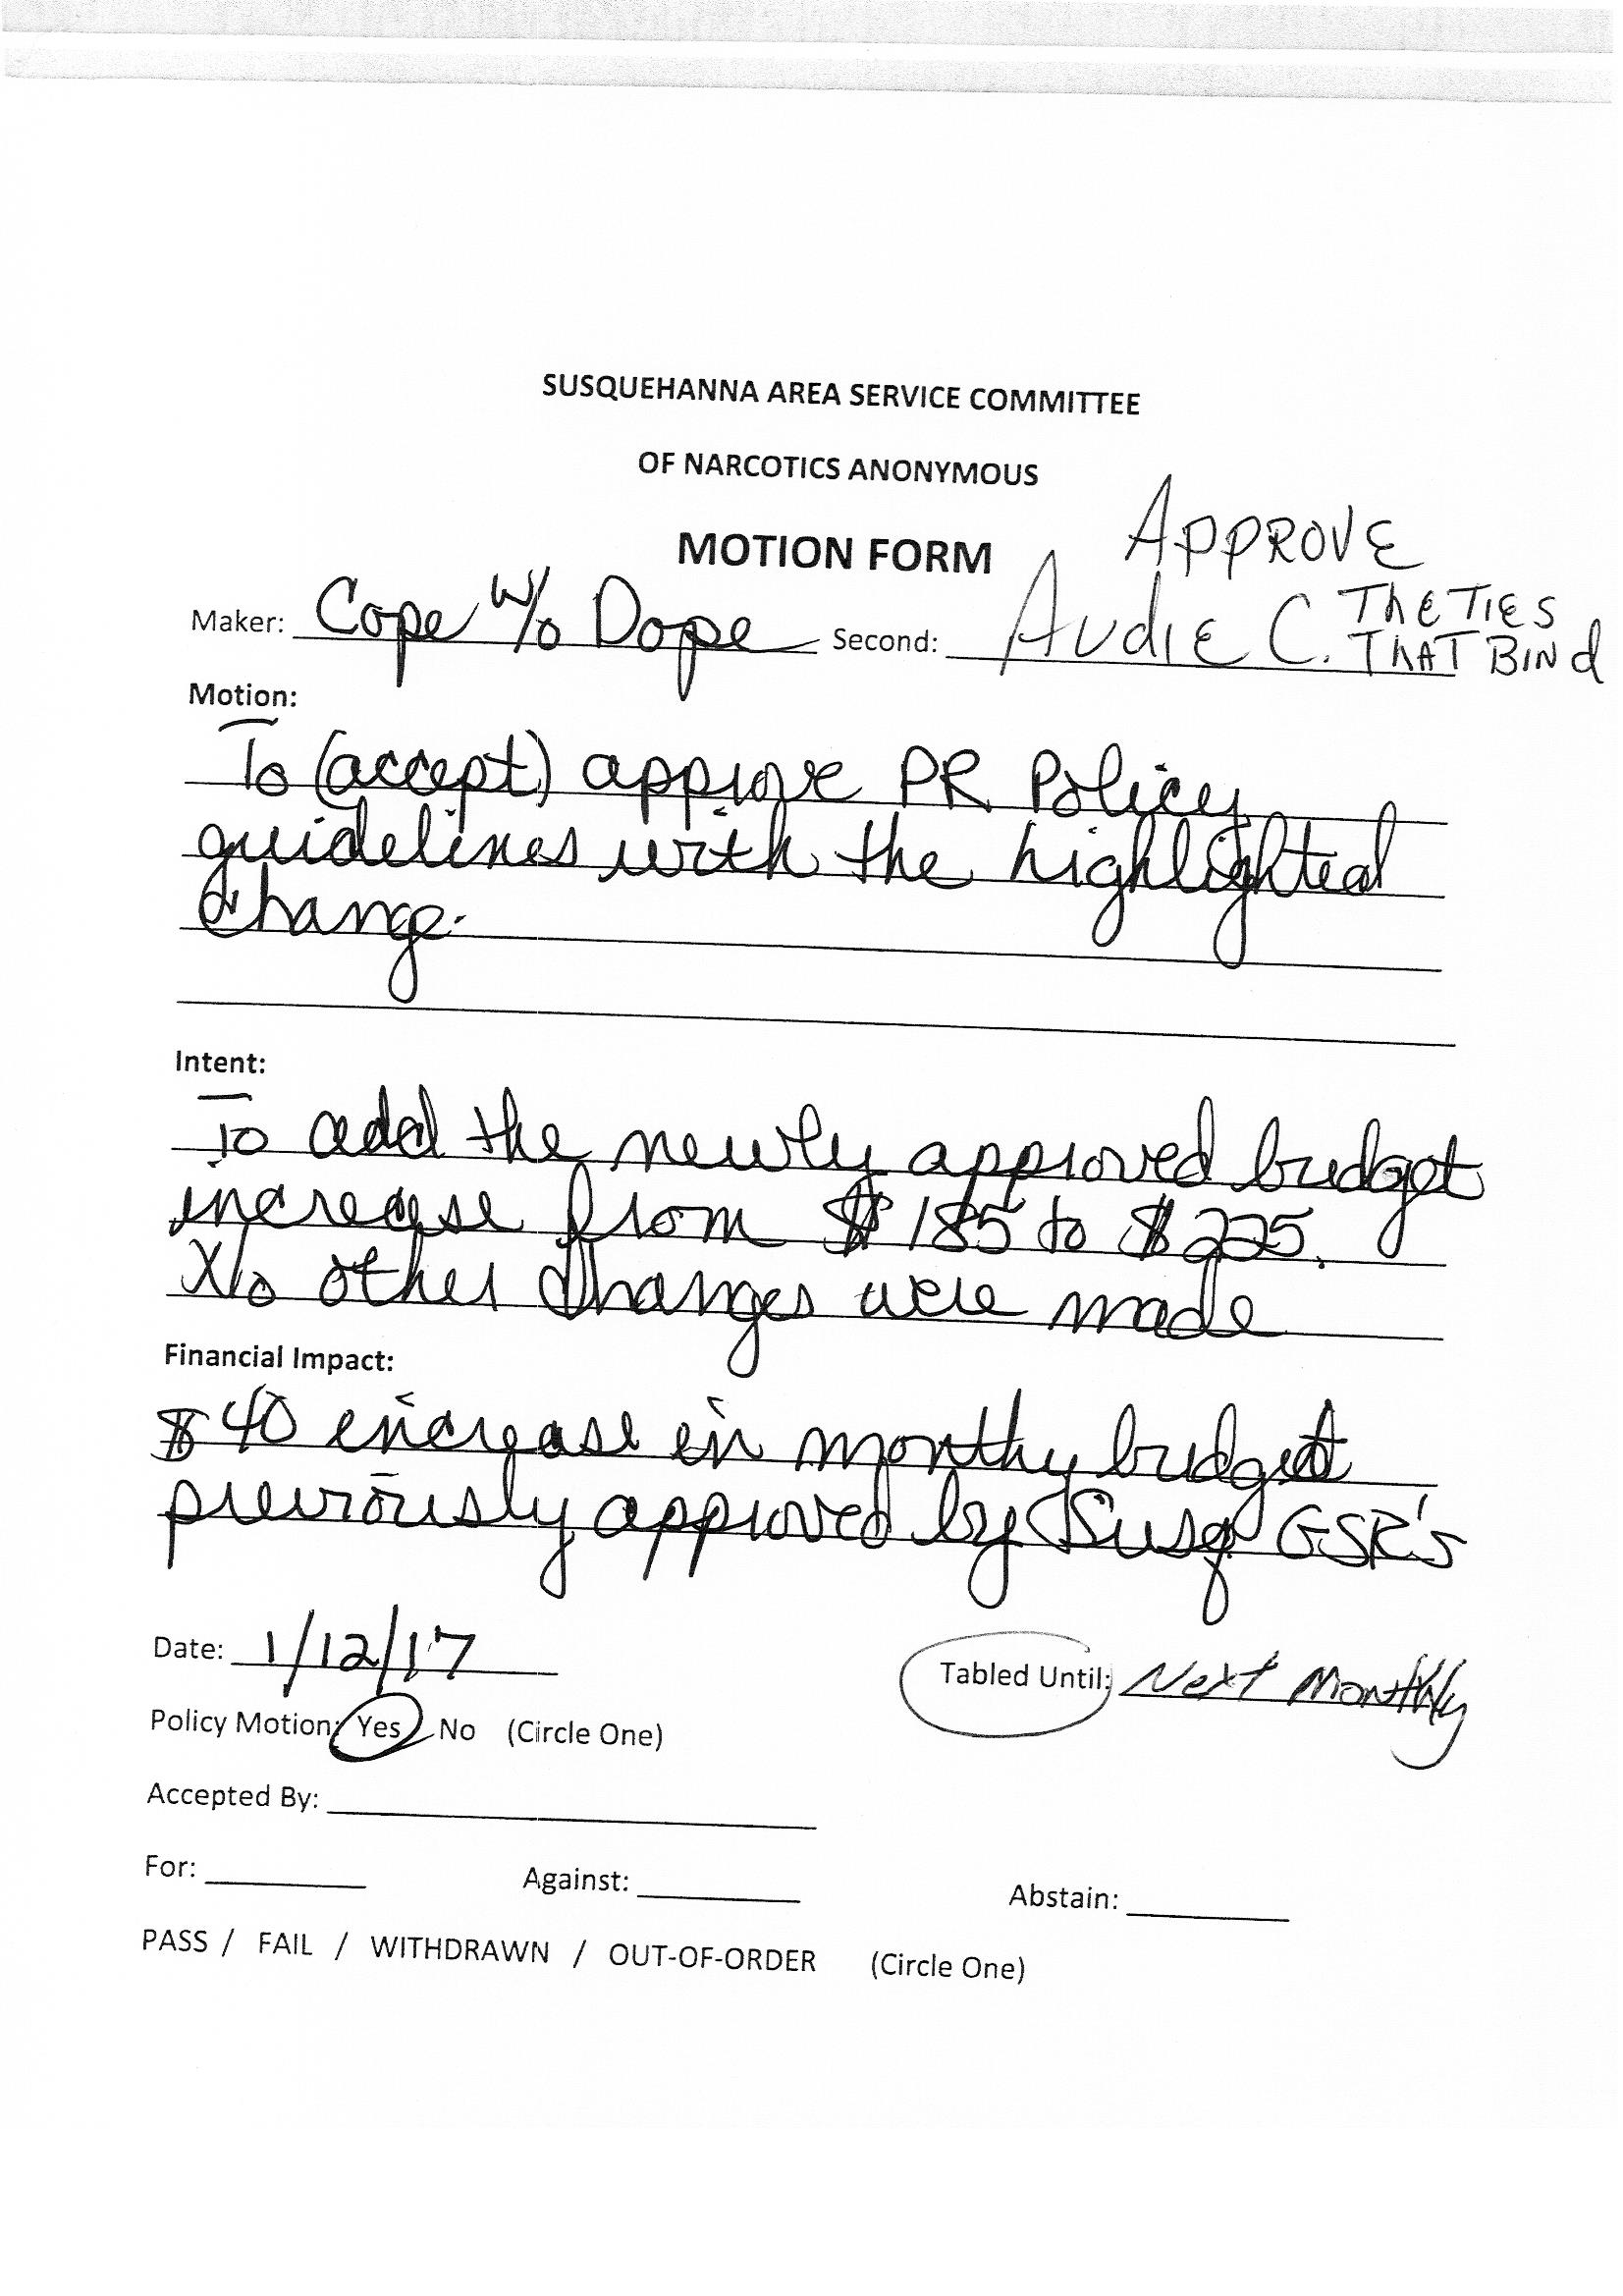 SUSQUEHANNA AREA SERVICE COMMITTEE
OF NARCOTICS ANONYMOUS
APPROVE
MOTION FORM
Maker: Cope w/o Dope Second: Audie C. The Ties
That Bind
Motion:
To (accept) approve PR Policy
guidelines with the highlighted
change.
Intent:
To add the newly approved budget
increase from $185 to $225.
No other changes were made
Financial Impact:
$40 increase in monthy budget
previously approved by Susq GSR's
Date: 1/12/17 Tabled Until: Next Monthly
Policy Motion: Yes No (Circle One)
Accepted By:
For: Against: Abstain:
PASS / FAIL / WITHDRAWN / OUT-OF-ORDER (Circle One)